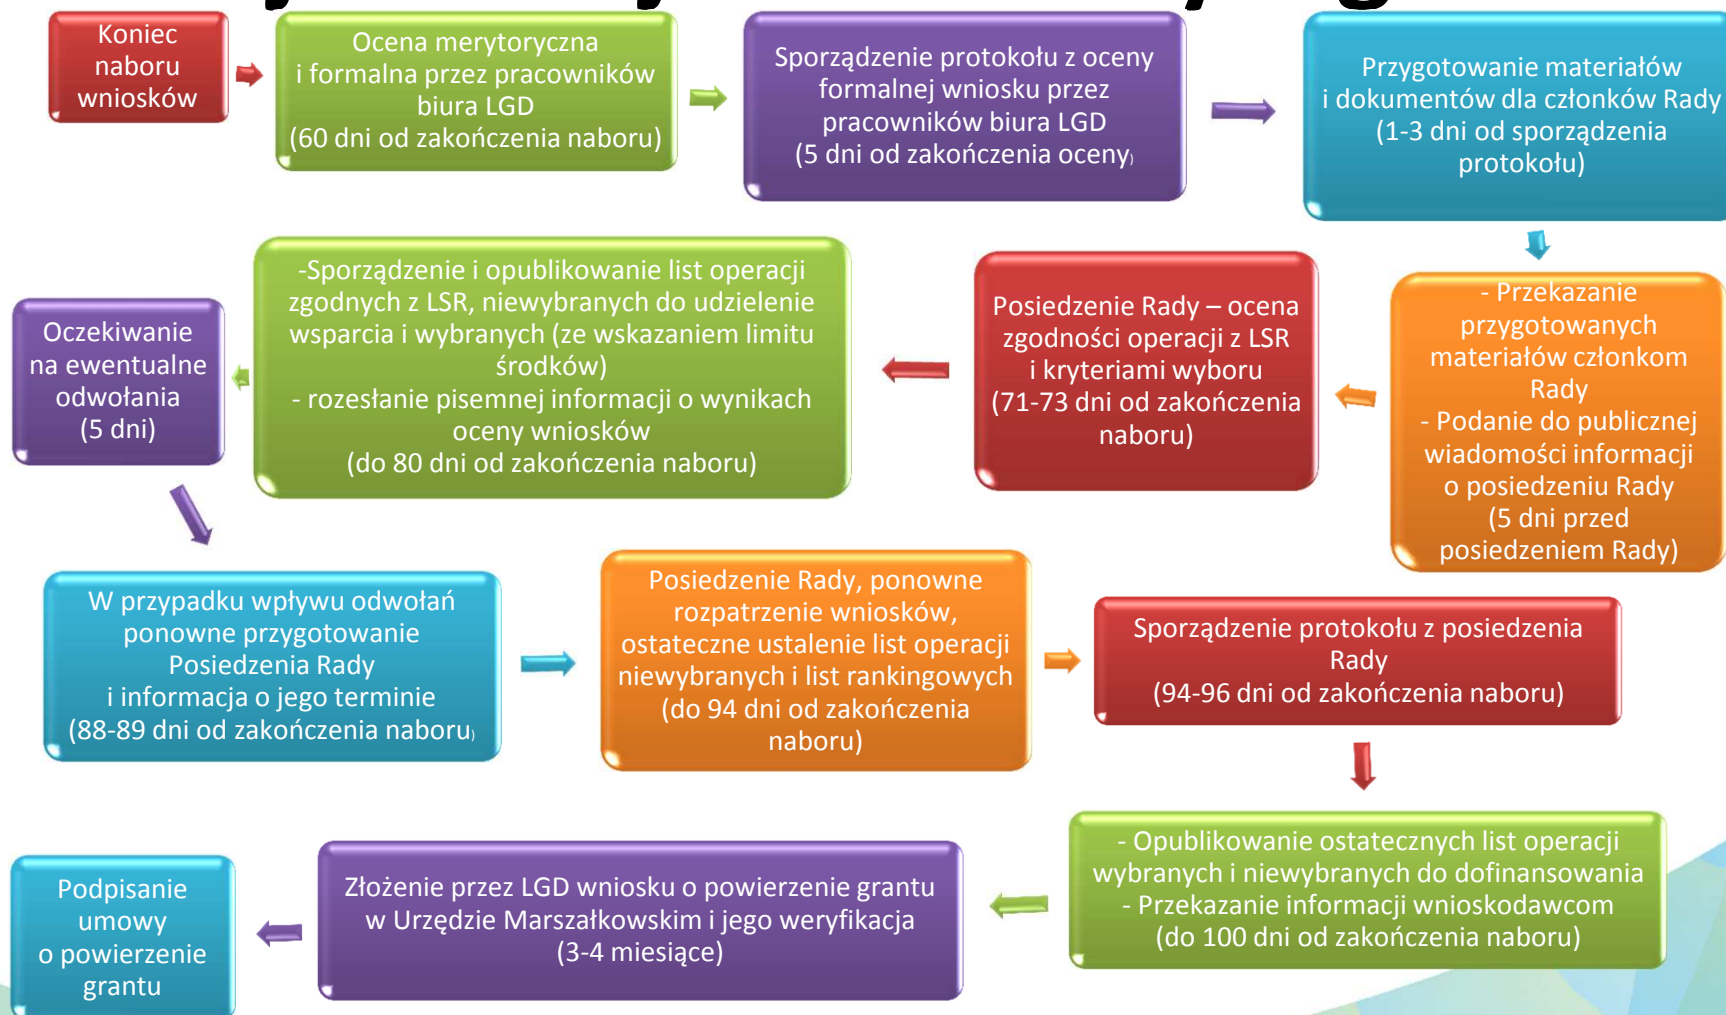 Koniec
naboru
wniosków
Ocena merytoryczna
i formalna przez pracowników
biura LGD
(60 dni od zakończenia naboru)
Sporządzenie protokołu z oceny
formalnej wniosku przez
pracowników biura LGD
(5 dni od zakończenia oceny)
Przygotowanie materiałów
i dokumentów dla członków Rady
(1-3 dni od sporządzenia
protokołu)
- Przekazanie
przygotowanych
materiałów członkom
Rady
- Podanie do publicznej
wiadomości informacji
o posiedzeniu Rady
(5 dni przed
posiedzeniem Rady)
Posiedzenie Rady – ocena
zgodności operacji z LSR
i kryteriami wyboru
(71-73 dni od zakończenia
naboru)
-Sporządzenie i opublikowanie list operacji
zgodnych z LSR, niewybranych do udzielenie
wsparcia i wybranych (ze wskazaniem limitu
środków)
- rozesłanie pisemnej informacji o wynikach
oceny wniosków
(do 80 dni od zakończenia naboru)
Oczekiwanie
na ewentualne
odwołania
(5 dni)
W przypadku wpływu odwołań
ponowne przygotowanie
Posiedzenia Rady
i informacja o jego terminie
(88-89 dni od zakończenia naboru)
Posiedzenie Rady, ponowne
rozpatrzenie wniosków,
ostateczne ustalenie list operacji
niewybranych i list rankingowych
(do 94 dni od zakończenia
naboru)
Sporządzenie protokołu z posiedzenia
Rady
(94-96 dni od zakończenia naboru)
- Opublikowanie ostatecznych list operacji
wybranych i niewybranych do dofinansowania
- Przekazanie informacji wnioskodawcom
(do 100 dni od zakończenia naboru)
Złożenie przez LGD wniosku o powierzenie grantu
w Urzędzie Marszałkowskim i jego weryfikacja
(3-4 miesiące)
Podpisanie
umowy
o powierzenie
grantu